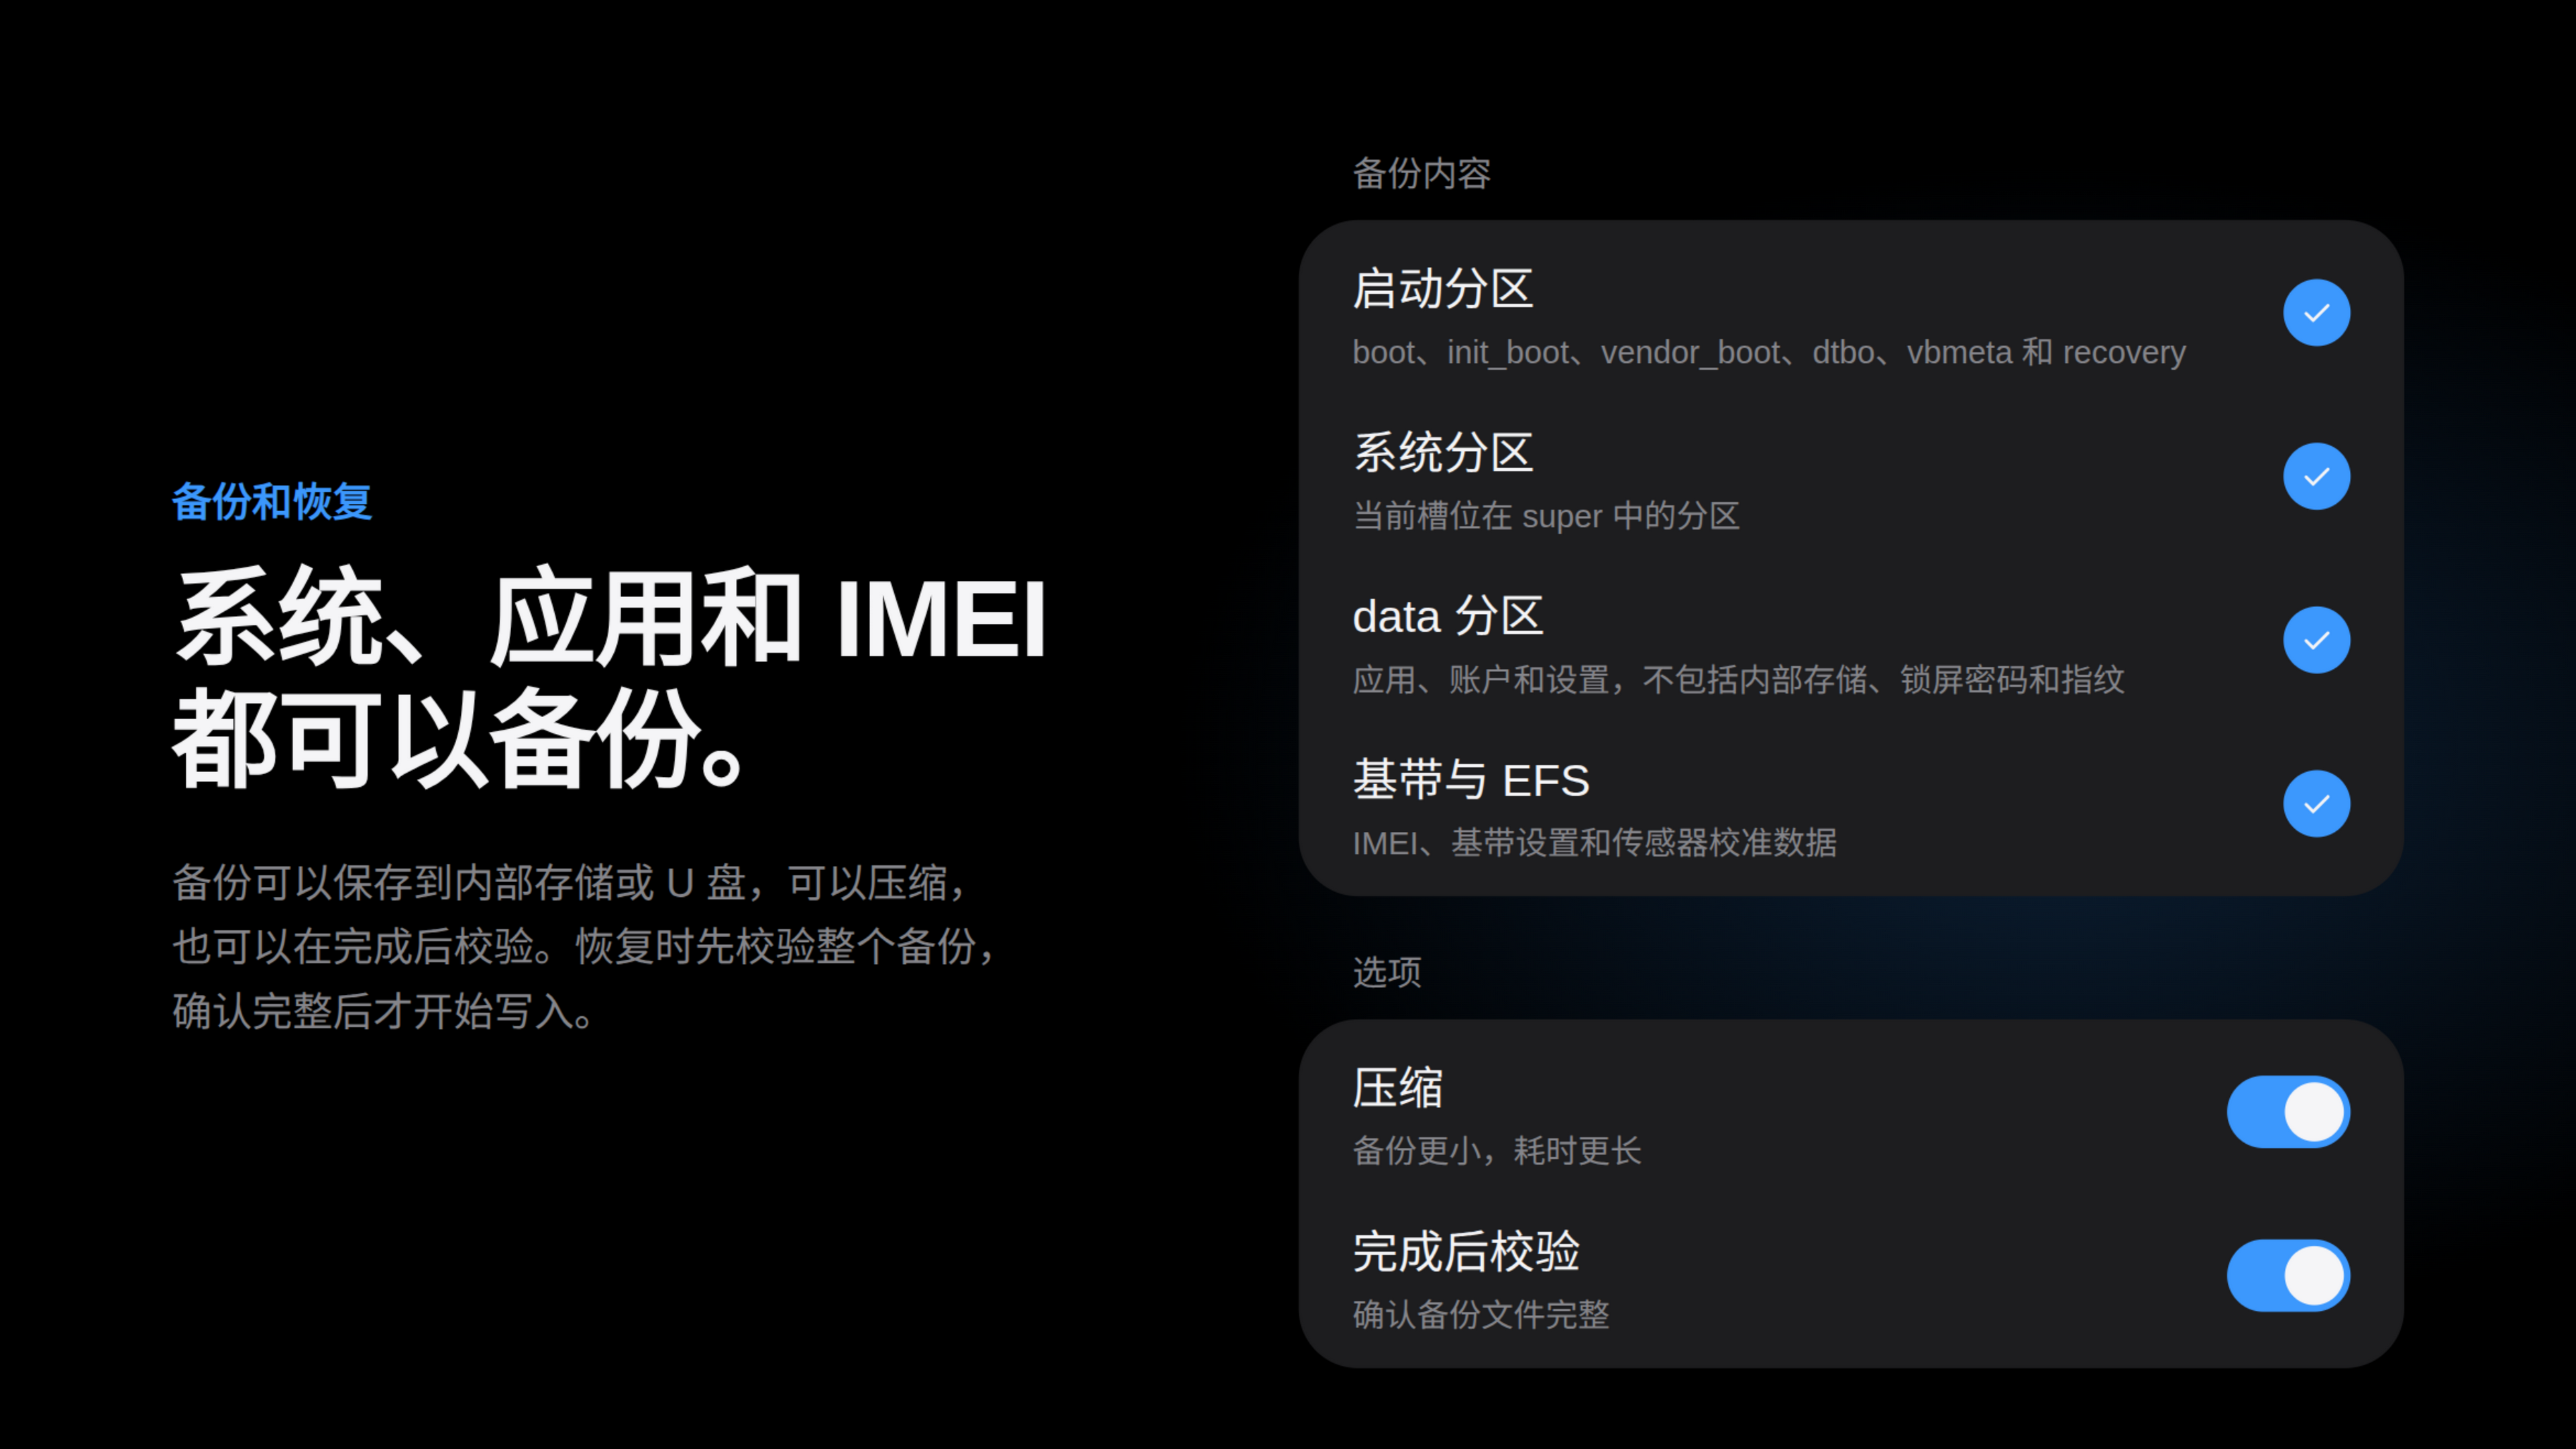 备份和恢复
系统、应用和 IMEI
都可以备份。
备份可以保存到内部存储或 U 盘，可以压缩，
也可以在完成后校验。恢复时先校验整个备份，
确认完整后才开始写入。
备份内容
启动分区
boot、init_boot、vendor_boot、dtbo、vbmeta 和 recovery
系统分区
当前槽位在 super 中的分区
data 分区
应用、账户和设置，不包括内部存储、锁屏密码和指纹
基带与 EFS
IMEI、基带设置和传感器校准数据
选项
压缩
备份更小，耗时更长
完成后校验
确认备份文件完整